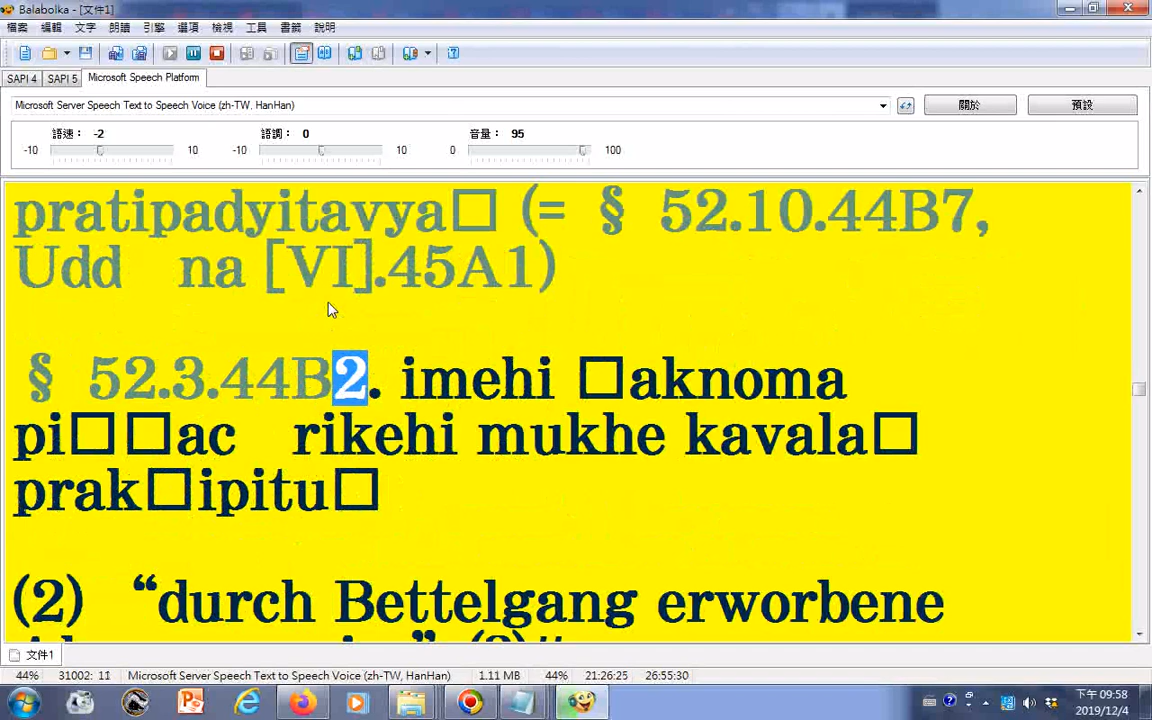 Balabolka - [文件1]
檔案 編輯 文字 朗讀 引擎 選項 檢視 工具 書籤 說明
SAPI 4 SAPI 5 Microsoft Speech Platform
Microsoft Server Speech Text to Speech Voice (zh-TW, HanHan) 關於 預設
語速： -2 語調： 0 音量： 95
-10 10 -10 10 0 100
pratipadyitavya□ (= § 52.10.44B7,
Udd na [VI].45A1)
§ 52.3.44B2. imehi □aknoma
pi□□ac rikehi mukhe kavala□
prak□ipitu□
(2) “durch Bettelgang erworbene
文件1
44% 31002: 11 Microsoft Server Speech Text to Speech Voice (zh-TW, HanHan) 1.11 MB 44% 21:26:25 26:55:30
下午 09:58
2019/12/4